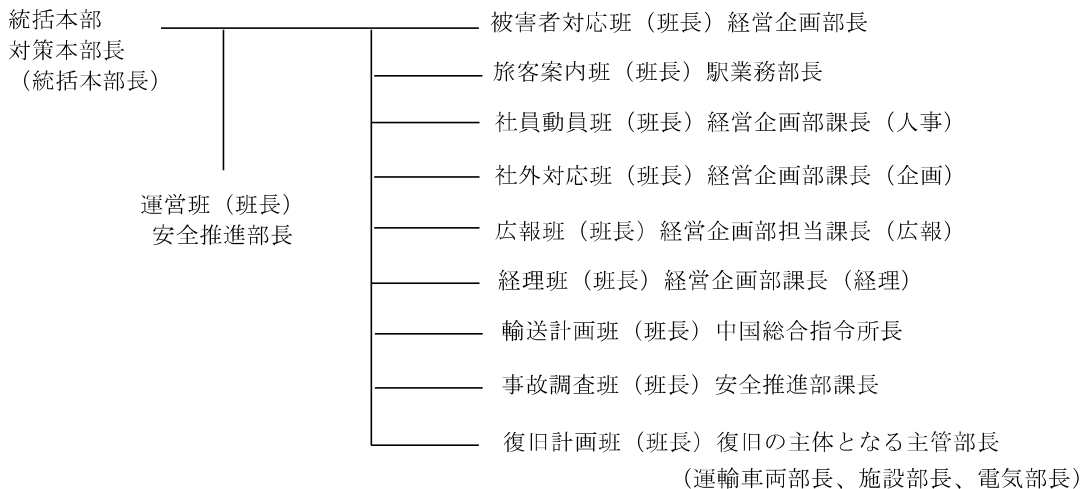 統括本部
対策本部長
（統括本部長）
運営班（班長）
安全推進部長
被害者対応班（班長）経営企画部長
旅客案内班（班長）駅業務部長
社員動員班（班長）経営企画部課長（人事）
社外対応班（班長）経営企画部課長（企画）
広報班（班長）経営企画部担当課長（広報）
経理班（班長）経営企画部課長（経理）
輸送計画班（班長）中国総合指令所長
事故調査班（班長）安全推進部課長
復旧計画班（班長）復旧の主体となる主管部長
（運輸車両部長、施設部長、電気部長）